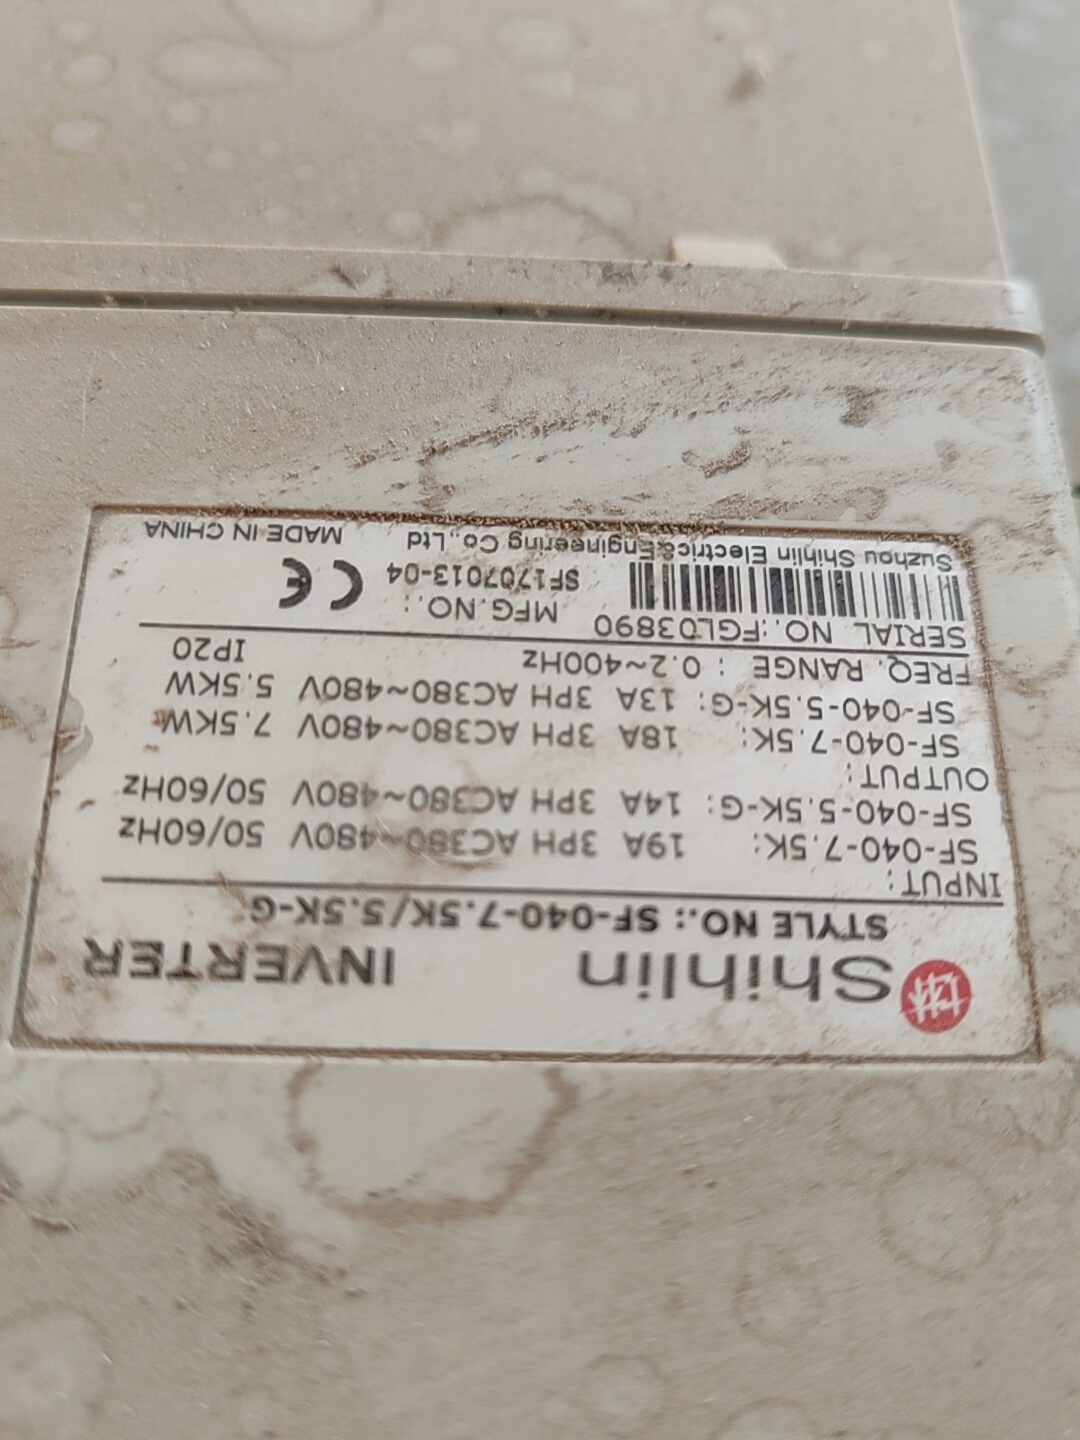 Shihlin INVERTER
STYLE NO.: SF-040-7.5K/5.5K-G
INPUT:
SF-040-7.5K: 19A 3PH AC380~480V 50/60Hz
SF-040-5.5K-G: 14A 3PH AC380~480V 50/60Hz
OUTPUT:
SF-040-7.5K: 18A 3PH AC380~480V 7.5KW
SF-040-5.5K-G: 13A 3PH AC380~480V 5.5KW
FREQ. RANGE : 0.2~400Hz IP20
SERIAL NO.:FGL03890 MFG.NO.:
SF1707013-04 CE
Suzhou Shihlin Electric&Engineering Co.,Ltd MADE IN CHINA